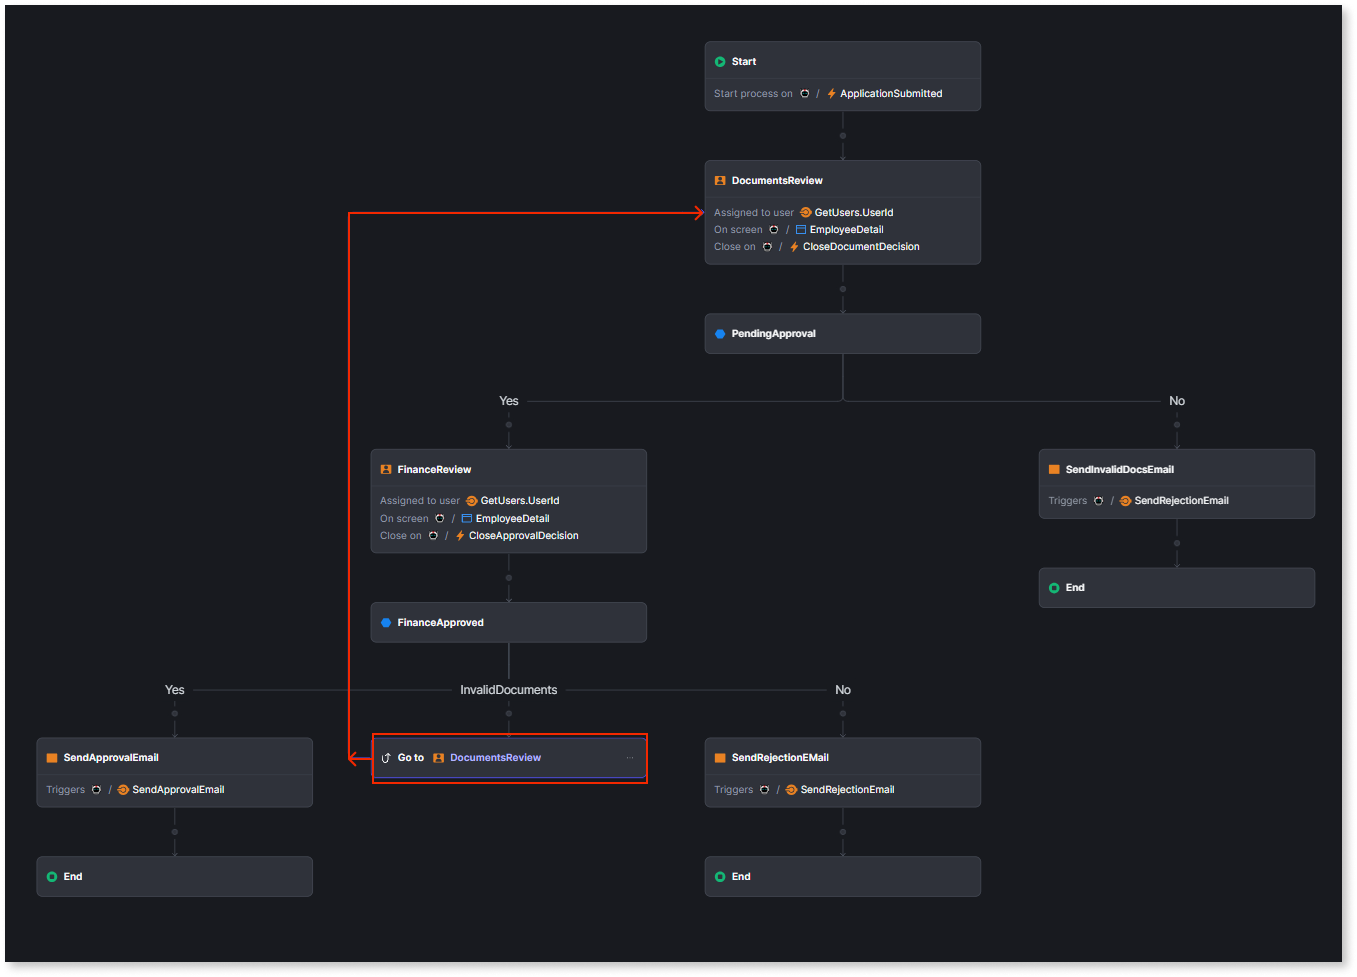 Start
Start process on / ApplicationSubmitted
DocumentsReview
Assigned to user GetUsers.UserId
On screen / EmployeeDetail
Close on / CloseDocumentDecision
PendingApproval
Yes
No
FinanceReview
Assigned to user GetUsers.UserId
On screen / EmployeeDetail
Close on / CloseApprovalDecision
SendInvalidDocsEmail
Triggers / SendRejectionEmail
End
FinanceApproved
Yes
InvalidDocuments
No
SendApprovalEmail
Triggers / SendApprovalEmail
Go to DocumentsReview ...
SendRejectionEMail
Triggers / SendRejectionEmail
End
End